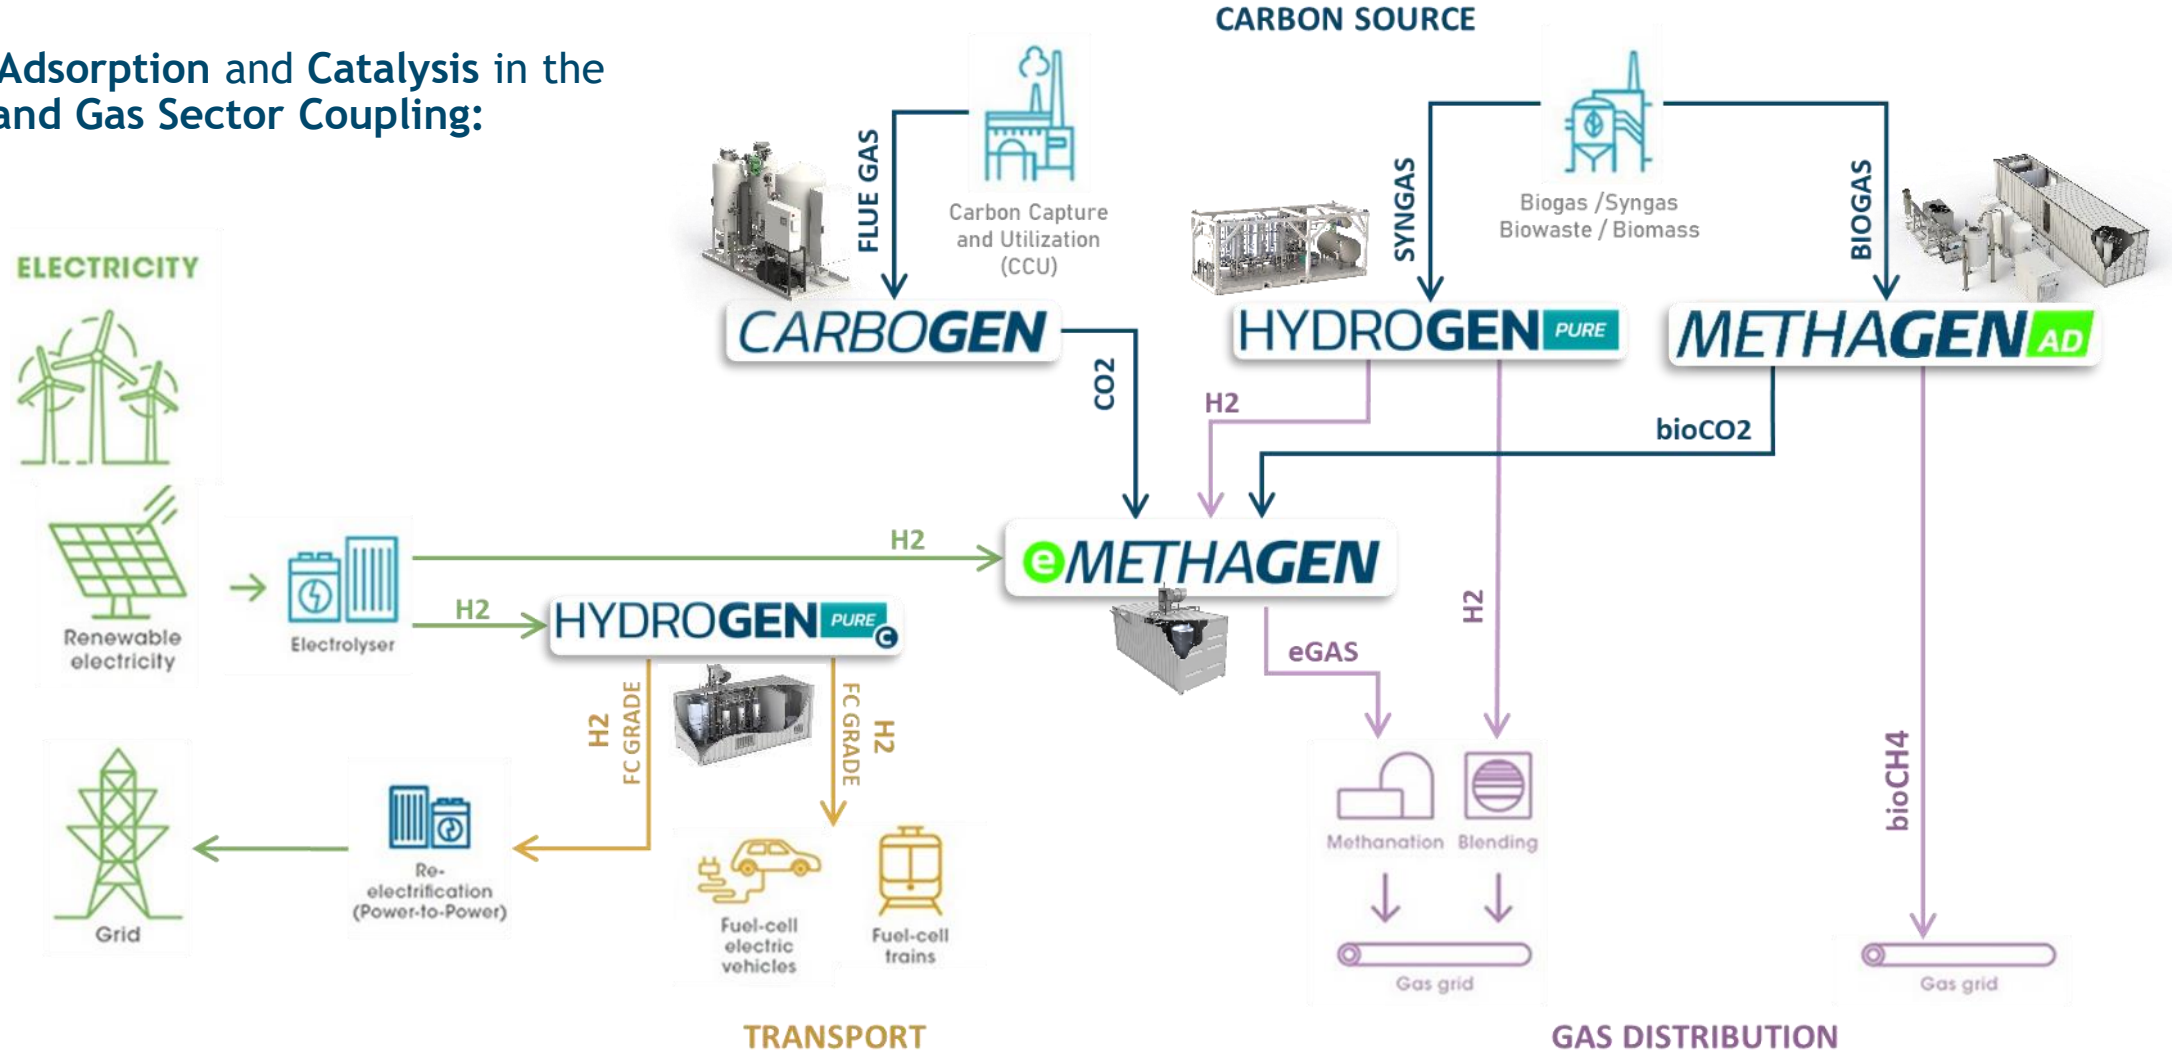 CARBON SOURCE
Adsorption and Catalysis in the
and Gas Sector Coupling:
FLUE GAS
Carbon Capture
and Utilization
(CCU)
SYNGAS
Biogas /Syngas
Biowaste / Biomass
BIOGAS
ELECTRICITY
CARBOGEN
HYDROGEN PURE
METHAGEN AD
CO2
H2
bioCO2
H2
eMETHAGEN
Renewable
electricity
Electrolyser
H2
HYDROGEN PURE C
H2
eGAS
H2
FC GRADE
FC GRADE
H2
bioCH4
Methanation
Blending
Re-
electrification
(Power-to-Power)
Grid
Fuel-cell
electric
vehicles
Fuel-cell
trains
Gas grid
Gas grid
TRANSPORT
GAS DISTRIBUTION